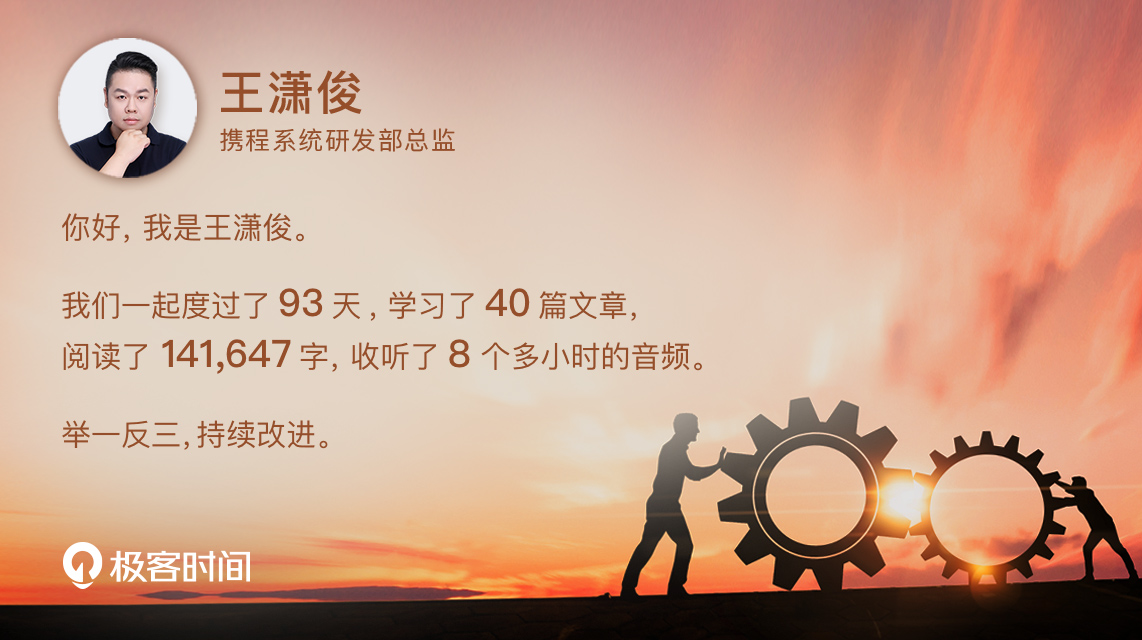 王潇俊
携程系统研发部总监
你好，我是王潇俊。
我们一起度过了 93 天，学习了 40 篇文章，
阅读了 141,647 字，收听了 8 个多小时的音频。
举一反三，持续改进。
极客时间